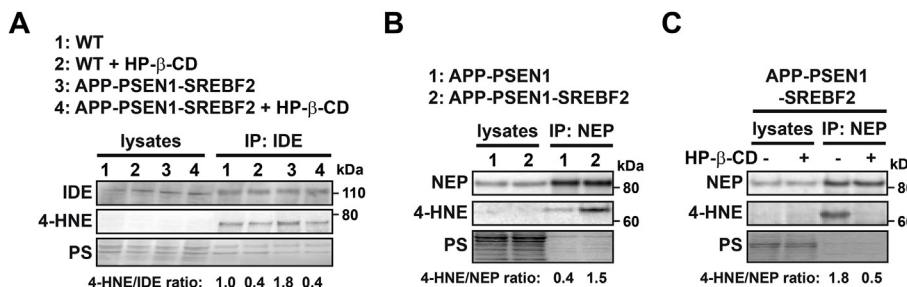 A
1: WT
2: WT + HP-β-CD
3: APP-PSEN1-SREBF2
4: APP-PSEN1-SREBF2 + HP-β-CD
lysates IP: IDE
1 2 3 4 1 2 3 4 kDa
IDE 110
4-HNE 80
PS
4-HNE/IDE ratio: 1.0 0.4 1.8 0.4
B
1: APP-PSEN1
2: APP-PSEN1-SREBF2
lysates IP: NEP
1 2 1 2 kDa
NEP 80
4-HNE 60
PS
4-HNE/NEP ratio: 0.4 1.5
C
APP-PSEN1
-SREBF2
lysates IP: NEP
HP-β-CD - + - + kDa
NEP 80
4-HNE 60
PS
4-HNE/NEP ratio: 1.8 0.5